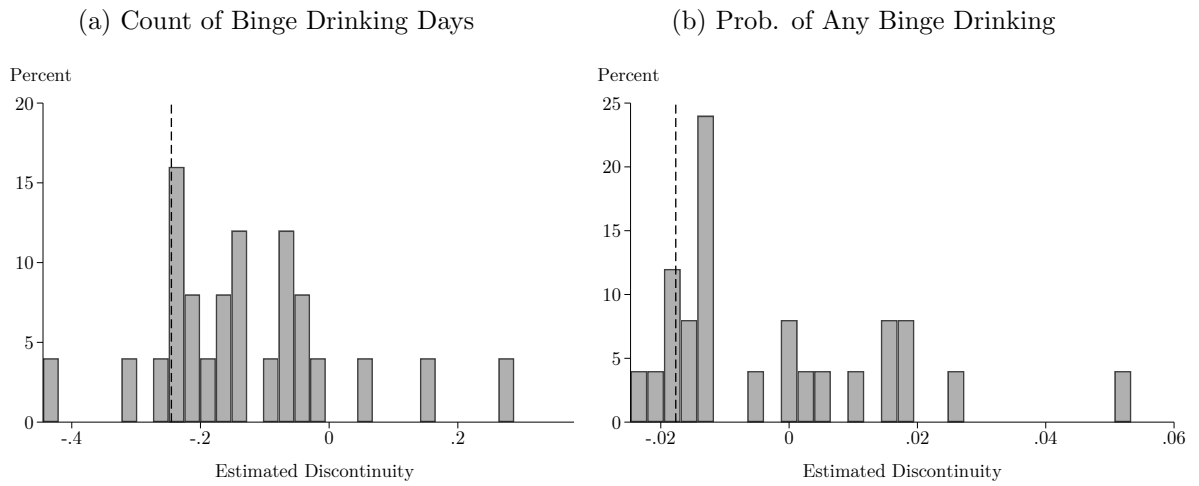 (a) Count of Binge Drinking Days
Percent
20
15
10
5
0
-.4 -.2 0 .2
Estimated Discontinuity
(b) Prob. of Any Binge Drinking
Percent
25
20
15
10
5
0
-.02 0 .02 .04 .06
Estimated Discontinuity